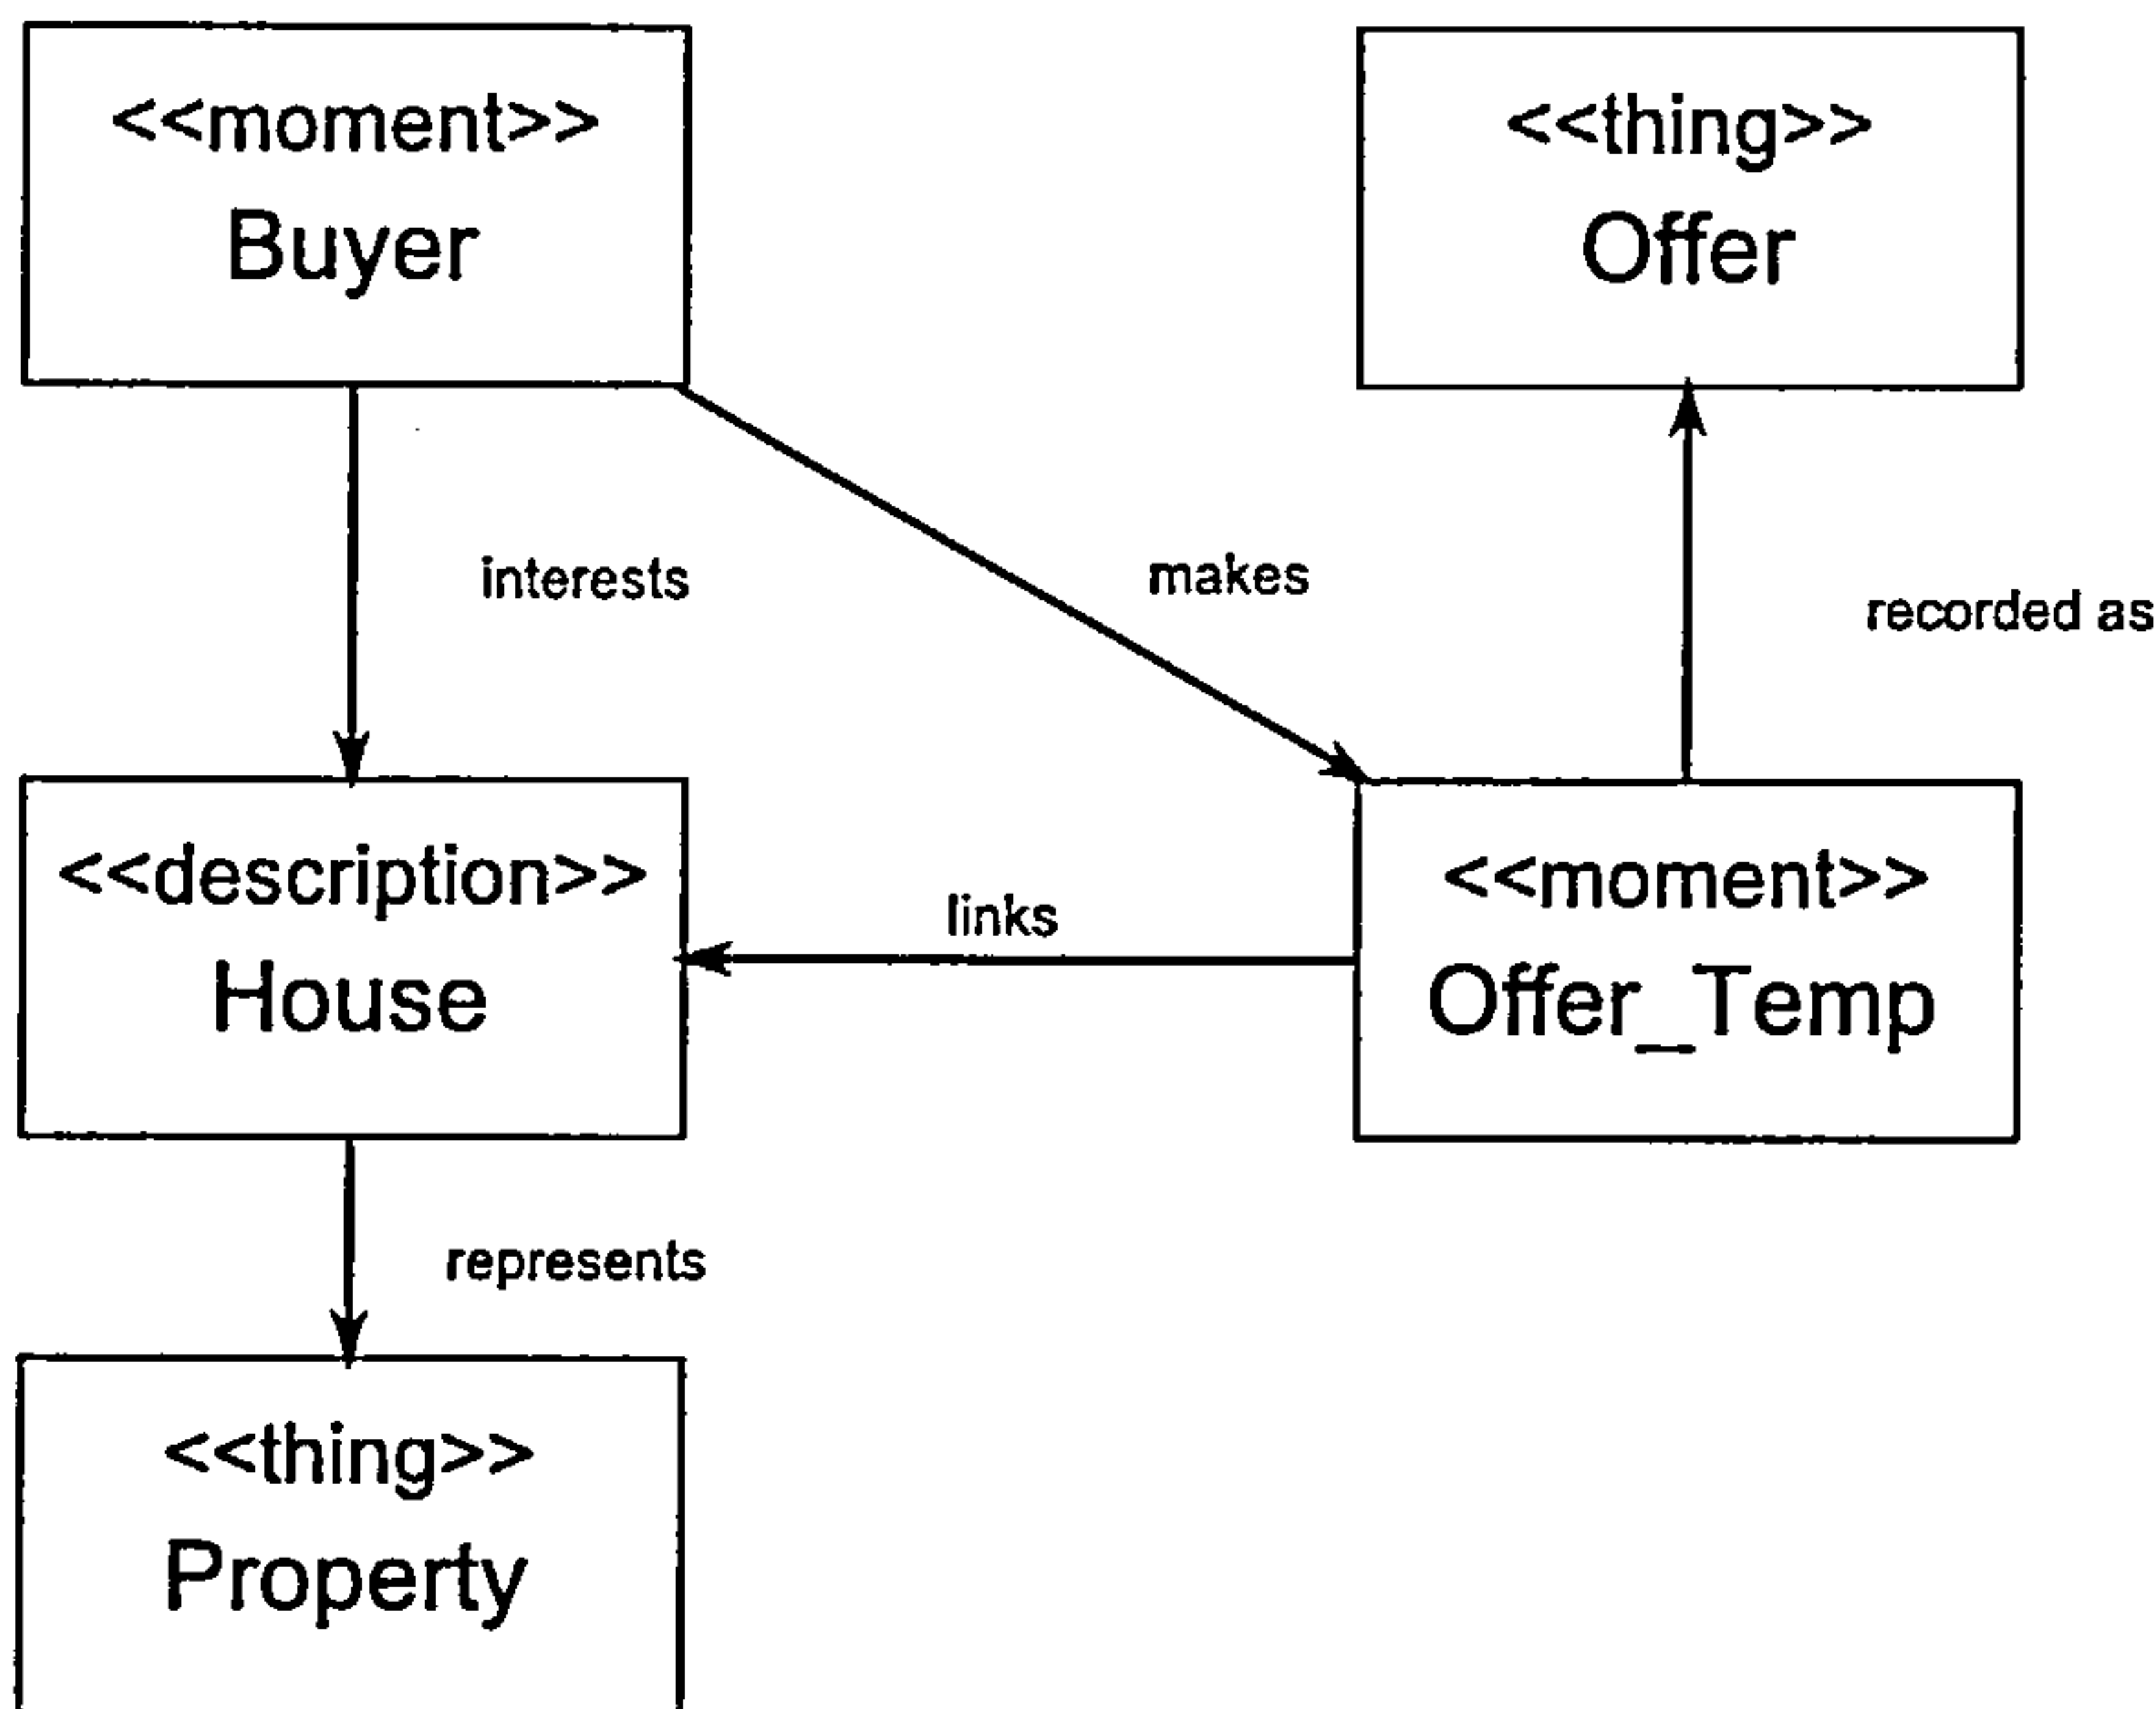 <<moment>>
Buyer
<<thing>>
Offer
interests
makes
recorded as
<<description>>
House
links
<<moment>>
Offer_Temp
represents
<<thing>>
Property